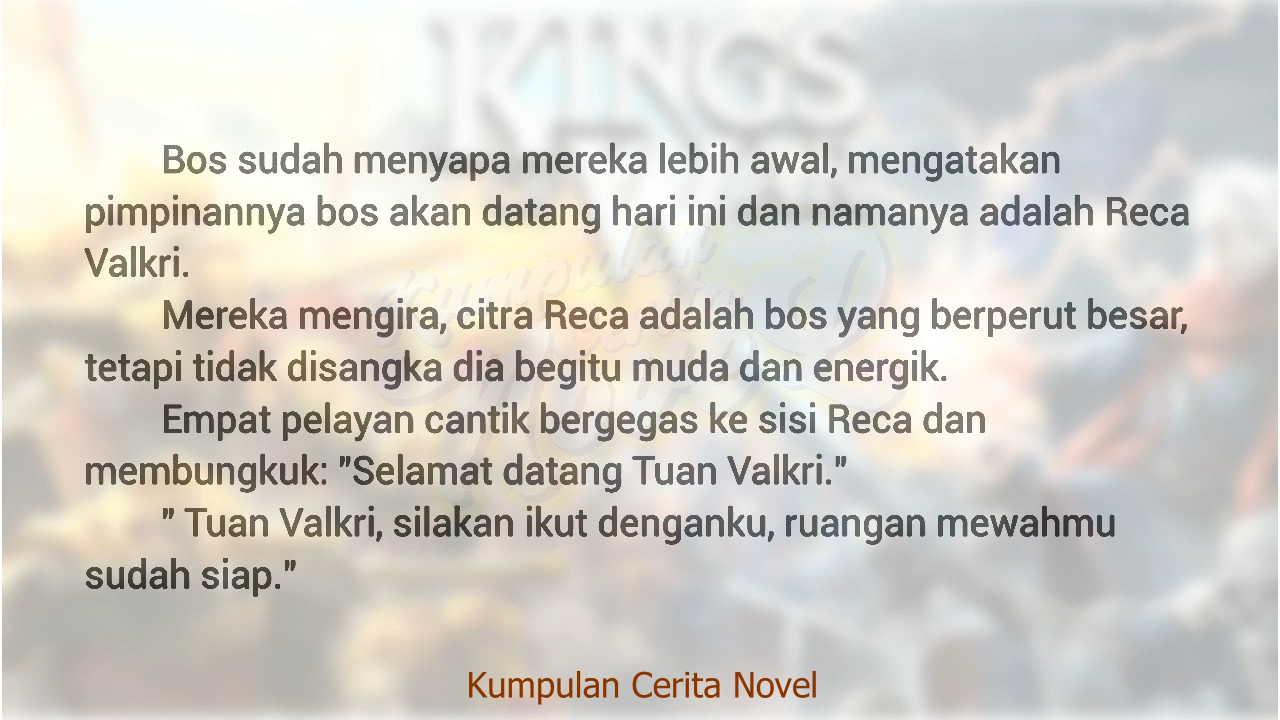 KINGS
Bos sudah menyapa mereka lebih awal, mengatakan
pimpinannya bos akan datang hari ini dan namanya adalah Reca
Valkri.
Mereka mengira, citra Reca adalah bos yang berperut besar,
tetapi tidak disangka dia begitu muda dan energik.
Empat pelayan cantik bergegas ke sisi Reca dan
membungkuk: "Selamat datang Tuan Valkri."
" Tuan Valkri, silakan ikut denganku, ruangan mewahmu
sudah siap."
Kumpulan Cerita Novel